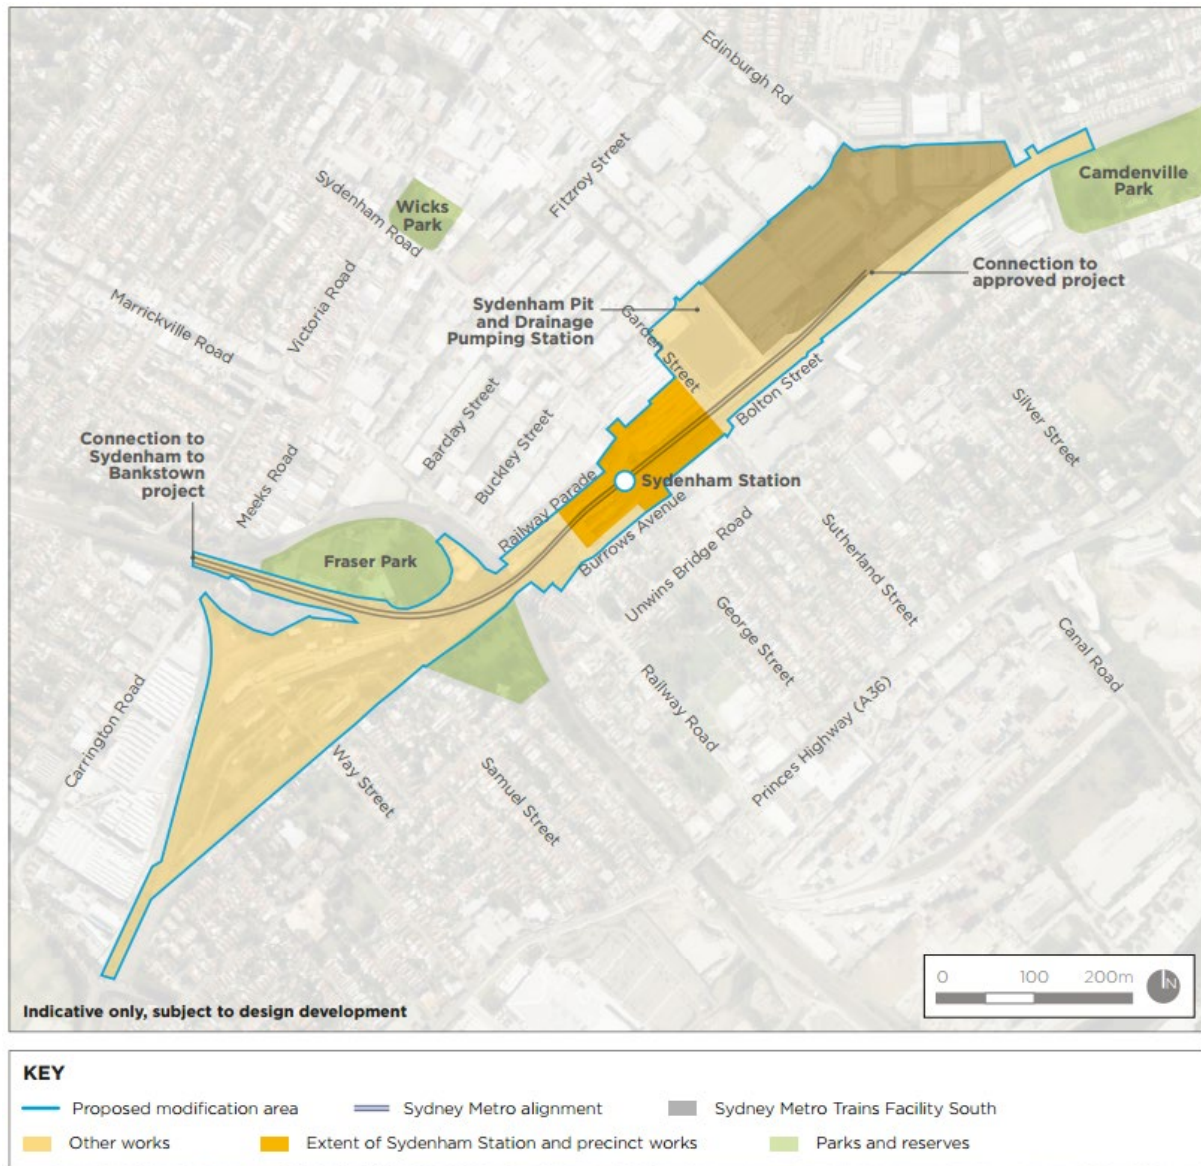 Edinburgh Rd
Fitzroy Street
Sydenham Road
Wicks
Park
Camdenville
Park
Victoria Road
Marrickville Road
Connection to
approved project
Sydenham Pit
and Drainage
Pumping Station
Garden Street
Bolton Street
Silver Street
Barclay Street
Buckley Street
Connection to
Sydenham to
Bankstown
project
Meeks Road
Railway Parade
Sydenham Station
Burrows Avenue
Unwins Bridge Road
Sutherland Street
Fraser Park
George Street
Canal Road
Railway Road
Princes Highway (A36)
Carrington Road
Way Street
Samuel Street
0 100 200m
N
Indicative only, subject to design development
KEY
Proposed modification area
Sydney Metro alignment
Sydney Metro Trains Facility South
Other works
Extent of Sydenham Station and precinct works
Parks and reserves